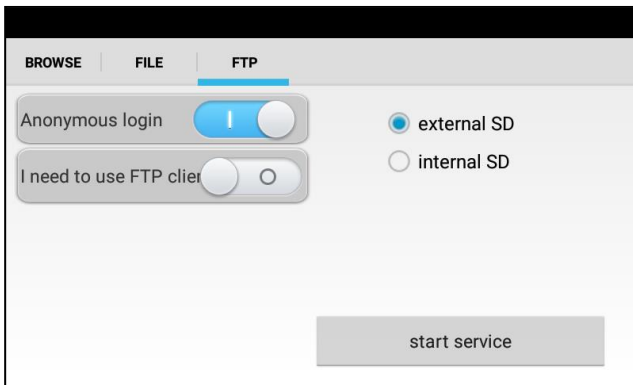 BROWSE FILE FTP
Anonymous login
I need to use FTP clien
external SD
internal SD
start service